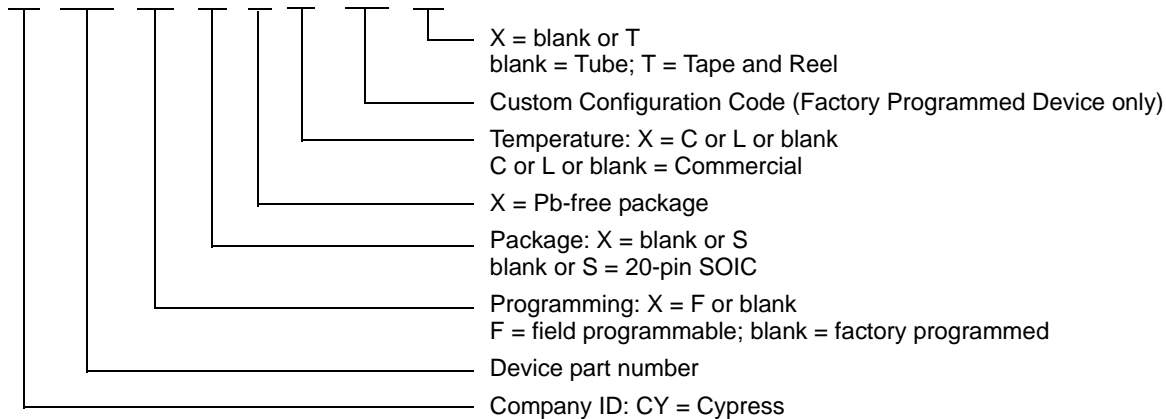 X = blank or T
blank = Tube; T = Tape and Reel
Custom Configuration Code (Factory Programmed Device only)
Temperature: X = C or L or blank
C or L or blank = Commercial
X = Pb-free package
Package: X = blank or S
blank or S = 20-pin SOIC
Programming: X = F or blank
F = field programmable; blank = factory programmed
Device part number
Company ID: CY = Cypress